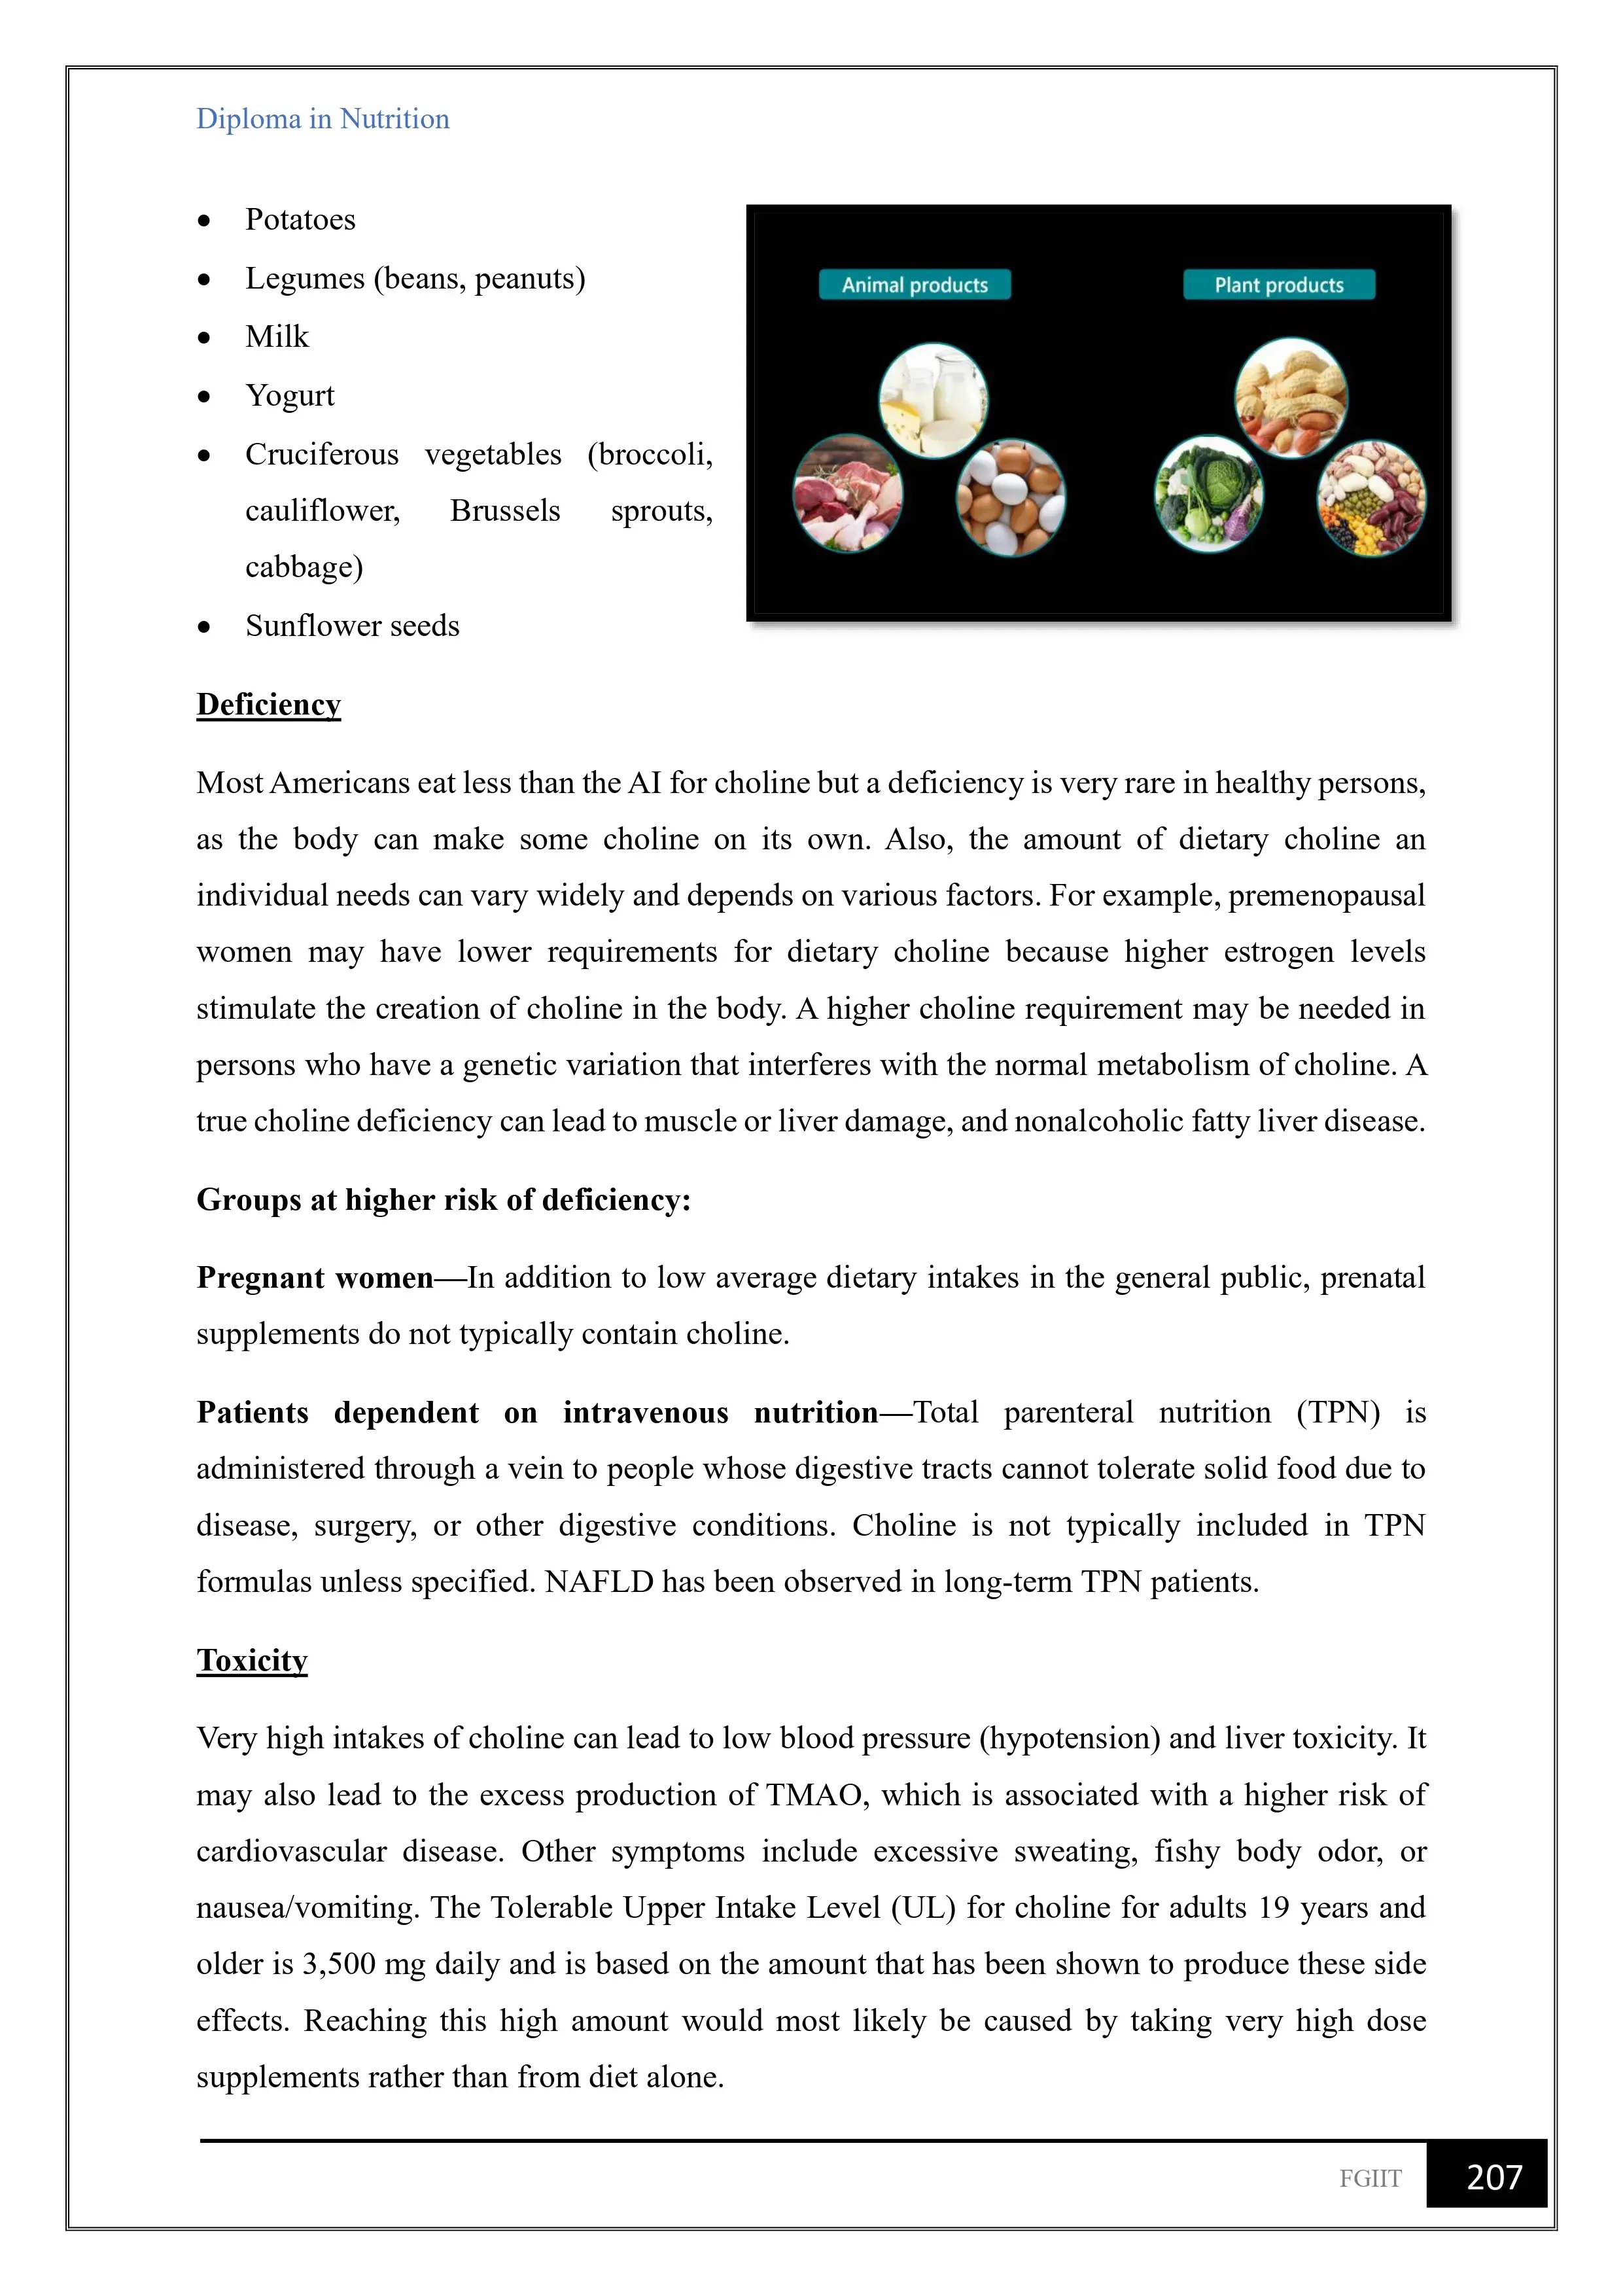 Diploma in Nutrition
• Potatoes
• Legumes (beans, peanuts)
• Milk
• Yogurt
• Cruciferous vegetables (broccoli,
cauliflower, Brussels sprouts,
cabbage)
• Sunflower seeds
Animal products
Plant products
Deficiency
Most Americans eat less than the AI for choline but a deficiency is very rare in healthy persons,
as the body can make some choline on its own. Also, the amount of dietary choline an
individual needs can vary widely and depends on various factors. For example, premenopausal
women may have lower requirements for dietary choline because higher estrogen levels
stimulate the creation of choline in the body. A higher choline requirement may be needed in
persons who have a genetic variation that interferes with the normal metabolism of choline. A
true choline deficiency can lead to muscle or liver damage, and nonalcoholic fatty liver disease.
Groups at higher risk of deficiency:
Pregnant women—In addition to low average dietary intakes in the general public, prenatal
supplements do not typically contain choline.
Patients dependent on intravenous nutrition—Total parenteral nutrition (TPN) is
administered through a vein to people whose digestive tracts cannot tolerate solid food due to
disease, surgery, or other digestive conditions. Choline is not typically included in TPN
formulas unless specified. NAFLD has been observed in long-term TPN patients.
Toxicity
Very high intakes of choline can lead to low blood pressure (hypotension) and liver toxicity. It
may also lead to the excess production of TMAO, which is associated with a higher risk of
cardiovascular disease. Other symptoms include excessive sweating, fishy body odor, or
nausea/vomiting. The Tolerable Upper Intake Level (UL) for choline for adults 19 years and
older is 3,500 mg daily and is based on the amount that has been shown to produce these side
effects. Reaching this high amount would most likely be caused by taking very high dose
supplements rather than from diet alone.
FGIIT
207